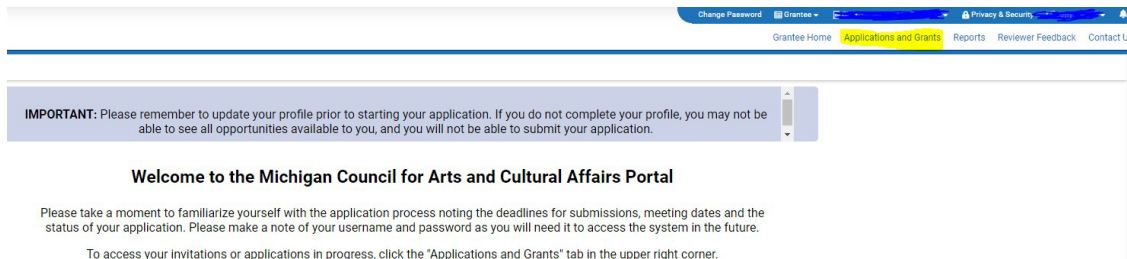 Change Password Grantee Privacy & Security
Grantee Home Applications and Grants Reports Reviewer Feedback Contact U
IMPORTANT: Please remember to update your profile prior to starting your application. If you do not complete your profile, you may not be
able to see all opportunities available to you, and you will not be able to submit your application.
Welcome to the Michigan Council for Arts and Cultural Affairs Portal
Please take a moment to familiarize yourself with the application process noting the deadlines for submissions, meeting dates and the
status of your application. Please make a note of your username and password as you will need it to access the system in the future.
To access your invitations or applications in progress, click the "Applications and Grants" tab in the upper right corner.